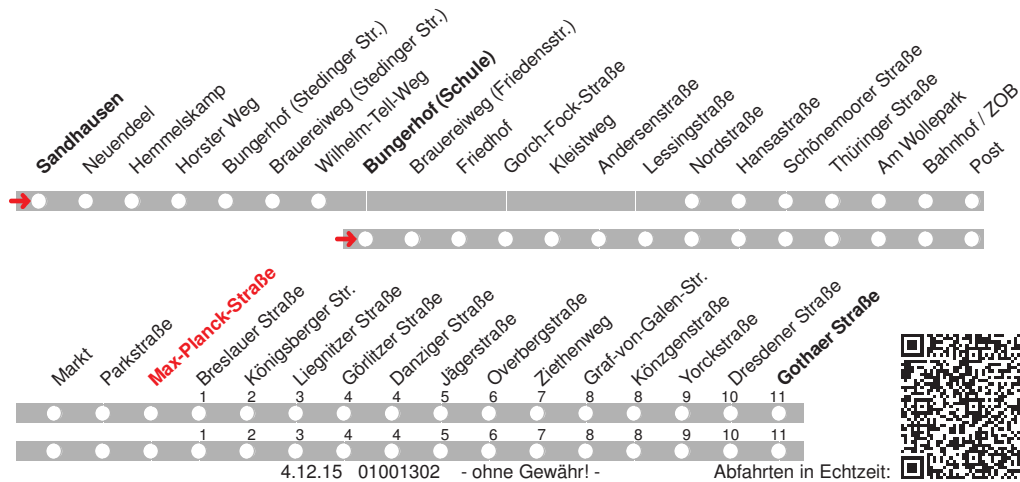 Sandhausen
Neuendeel
Hemmelskamp
Horster Weg
Bungerhof (Stedinger Str.)
Brauereiweg (Stedinger Str.)
Wilhelm-Tell-Weg
Bungerhof (Schule)
Brauereiweg (Friedensstr.)
Friedhof
Gorch-Fock-Straße
Kleistweg
Andersenstraße
Lessingstraße
Nordstraße
Hansastraße
Schönemoorer Straße
Thüringer Straße
Am Wollepark
Bahnhof / ZOB
Post
Markt
Parkstraße
Max-Planck-Straße
Breslauer Straße
Königsberger Str.
Liegnitzer Straße
Görlitzer Straße
Danziger Straße
Jägerstraße
Overbergstraße
Ziethenweg
Graf-von-Galen-Str.
Könzgenstraße
Yorckstraße
Dresdener Straße
Gothaer Straße
1 2 3 4 4 5 6 7 8 8 9 10 11
1 2 3 4 4 5 6 7 8 8 9 10 11
4.12.15 01001302 - ohne Gewähr! - Abfahrten in Echtzeit: